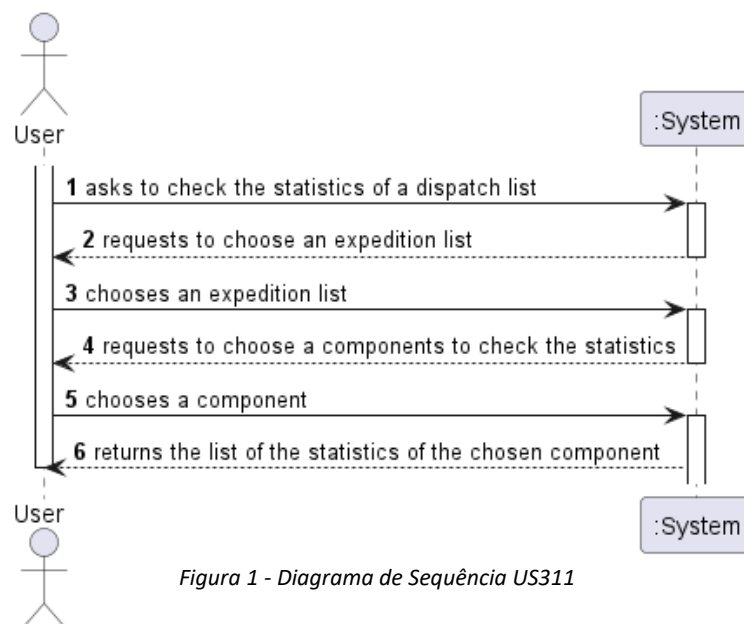 User
:System
1 asks to check the statistics of a dispatch list
2 requests to choose an expedition list
3 chooses an expedition list
4 requests to choose a components to check the statistics
5 chooses a component
6 returns the list of the statistics of the chosen component
User
:System
Figura 1 - Diagrama de Sequência US311